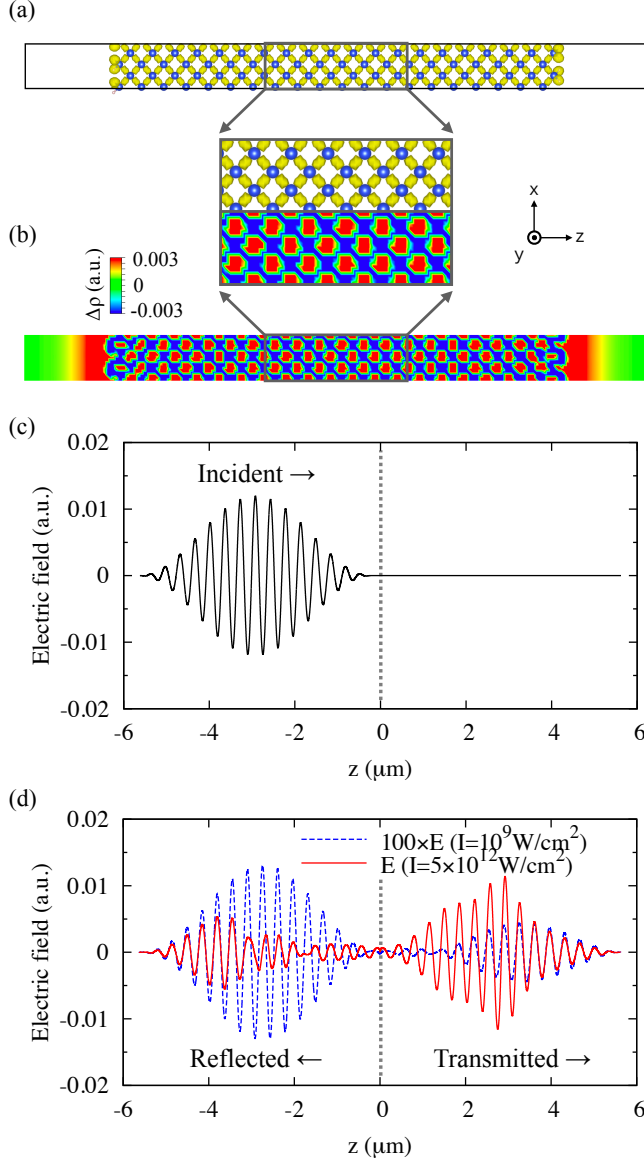 (a)
x
y
z
(b)
Δρ (a.u.)
0.003
0
-0.003
(c)
0.02
0.01
0
-0.01
-0.02
Electric field (a.u.)
Incident →
-6 -4 -2 0 2 4 6
z (μm)
(d)
0.02
0.01
0
-0.01
-0.02
Electric field (a.u.)
100×E (I=10⁹W/cm²)
E (I=5×10¹²W/cm²)
Reflected ← Transmitted →
-6 -4 -2 0 2 4 6
z (μm)